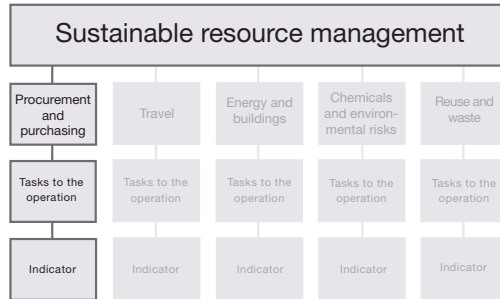 Sustainable resource management
Procurement
and
purchasing
Travel
Energy and
buildings
Chemicals
and environ-
mental risks
Reuse and
waste
Tasks to the
operation
Tasks to the
operation
Tasks to the
operation
Tasks to the
operation
Tasks to the
operation
Indicator
Indicator
Indicator
Indicator
Indicator